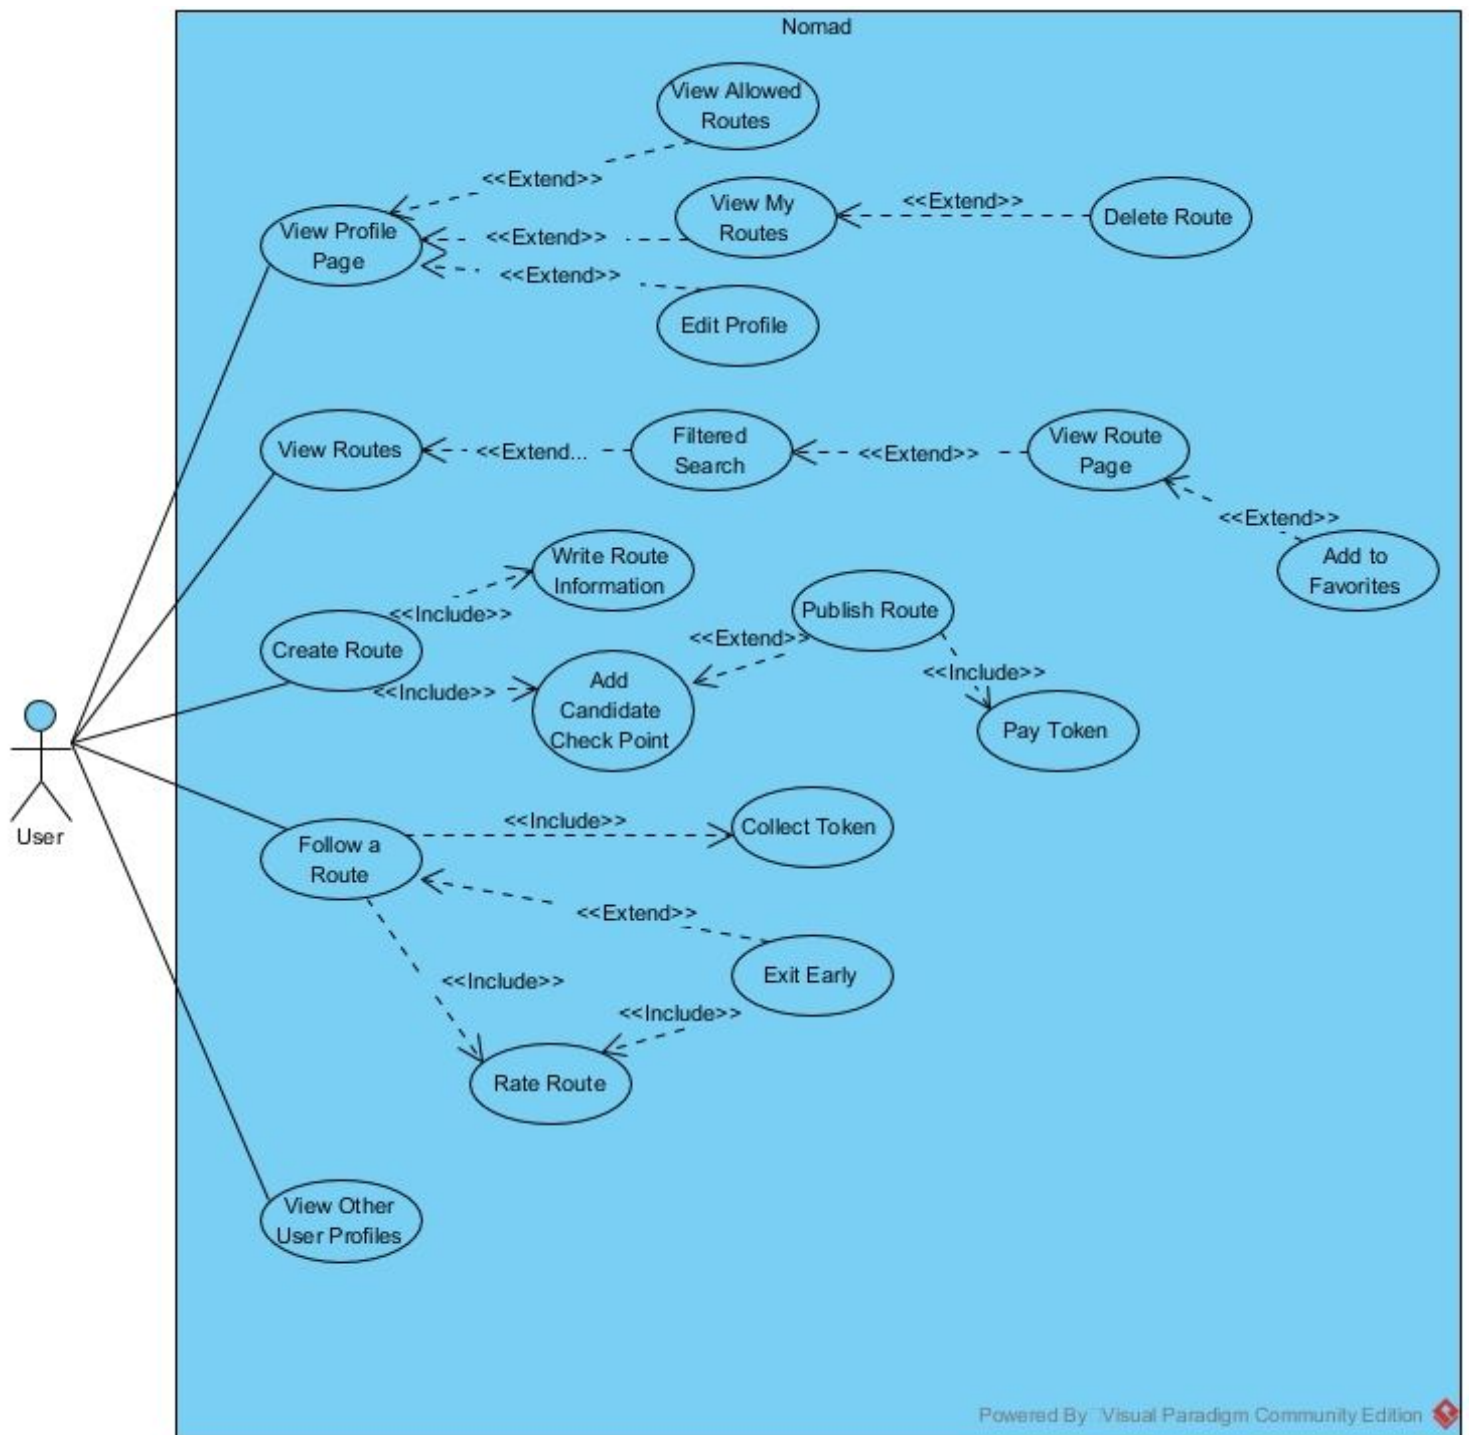 Nomad
View Allowed
Routes
<<Extend>>
View Profile
Page
<<Extend>>
View My
Routes
<<Extend>>
Delete Route
<<Extend>>
Edit Profile
View Routes
<<Extend...
Filtered
Search
<<Extend>>
View Route
Page
<<Extend>>
Add to
Favorites
Write Route
Information
<<Include>>
Create Route
<<Include>>
Add
Candidate
Check Point
<<Extend>>
Publish Route
<<Include>>
Pay Token
User
Follow a
Route
<<Include>>
Collect Token
<<Extend>>
Exit Early
<<Include>>
<<Include>>
Rate Route
View Other
User Profiles
Powered By Visual Paradigm Community Edition